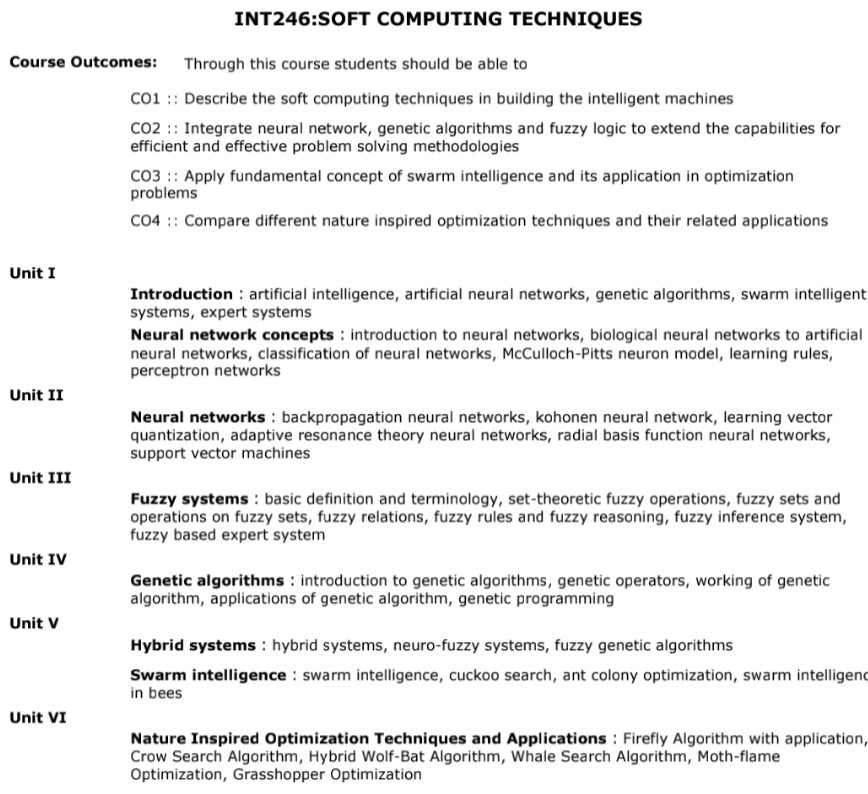 INT246:SOFT COMPUTING TECHNIQUES
Course Outcomes: Through this course students should be able to
CO1 :: Describe the soft computing techniques in building the intelligent machines
CO2 :: Integrate neural network, genetic algorithms and fuzzy logic to extend the capabilities for
efficient and effective problem solving methodologies
CO3 :: Apply fundamental concept of swarm intelligence and its application in optimization
problems
CO4 :: Compare different nature inspired optimization techniques and their related applications
Unit I
Introduction : artificial intelligence, artificial neural networks, genetic algorithms, swarm intelligent
systems, expert systems
Neural network concepts : introduction to neural networks, biological neural networks to artificial
neural networks, classification of neural networks, McCulloch-Pitts neuron model, learning rules,
perceptron networks
Unit II
Neural networks : backpropagation neural networks, kohonen neural network, learning vector
quantization, adaptive resonance theory neural networks, radial basis function neural networks,
support vector machines
Unit III
Fuzzy systems : basic definition and terminology, set-theoretic fuzzy operations, fuzzy sets and
operations on fuzzy sets, fuzzy relations, fuzzy rules and fuzzy reasoning, fuzzy inference system,
fuzzy based expert system
Unit IV
Genetic algorithms : introduction to genetic algorithms, genetic operators, working of genetic
algorithm, applications of genetic algorithm, genetic programming
Unit V
Hybrid systems : hybrid systems, neuro-fuzzy systems, fuzzy genetic algorithms
Swarm intelligence : swarm intelligence, cuckoo search, ant colony optimization, swarm intelligenc
in bees
Unit VI
Nature Inspired Optimization Techniques and Applications : Firefly Algorithm with application,
Crow Search Algorithm, Hybrid Wolf-Bat Algorithm, Whale Search Algorithm, Moth-flame
Optimization, Grasshopper Optimization